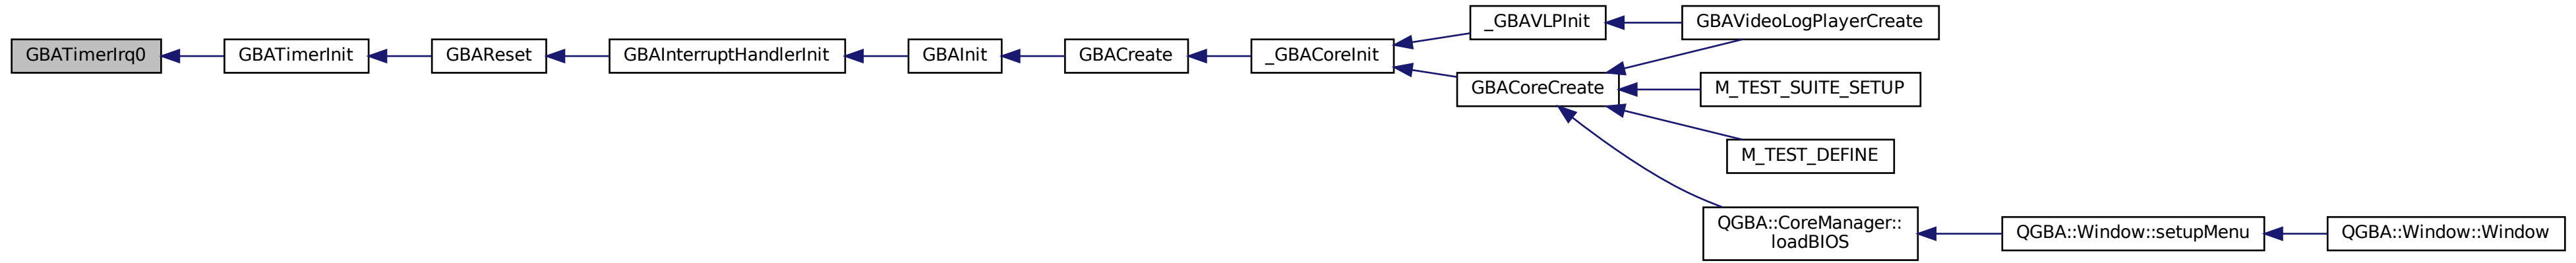 GBATimerIrq0
GBATimerInit
GBAReset
GBAInterruptHandlerInit
GBAInit
GBACreate
_GBACoreInit
_GBAVLPInit
GBAVideoLogPlayerCreate
GBACoreCreate
M_TEST_SUITE_SETUP
M_TEST_DEFINE
QGBA::CoreManager::
loadBIOS
QGBA::Window::setupMenu
QGBA::Window::Window